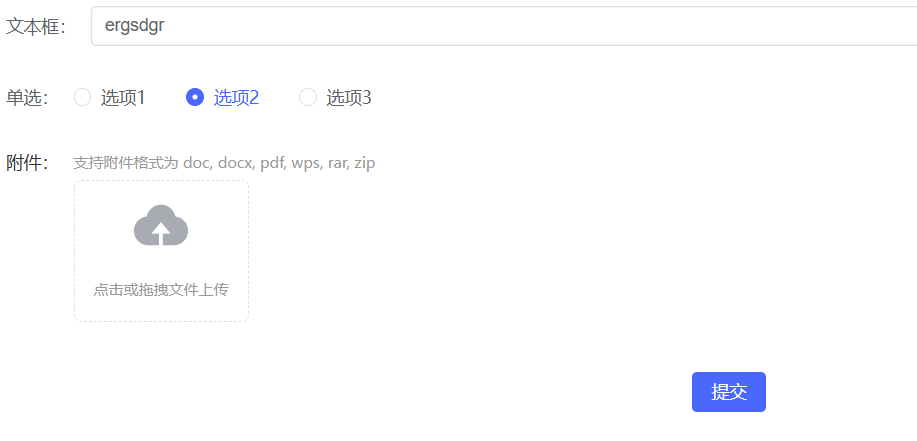 文本框： ergsdgr
单选： 选项1 选项2 选项3
附件： 支持附件格式为 doc, docx, pdf, wps, rar, zip
点击或拖拽文件上传
提交